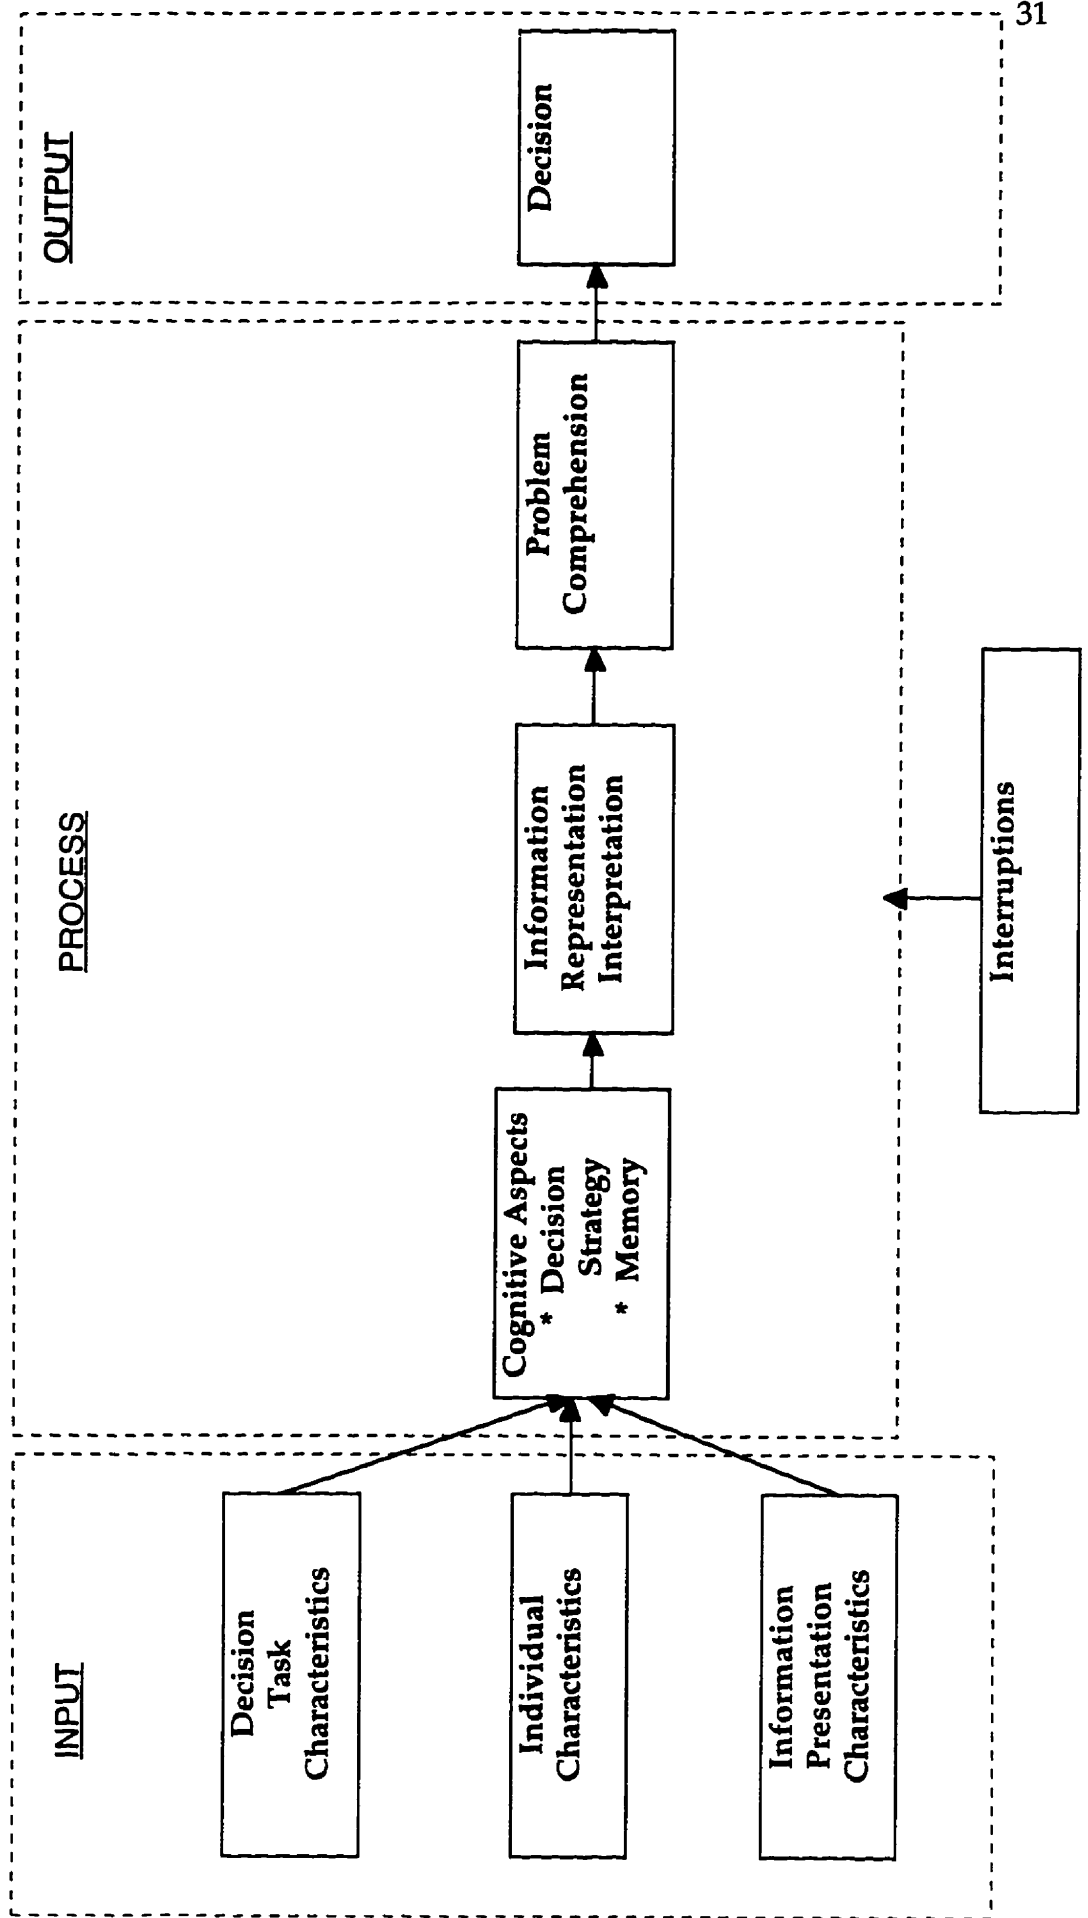 31
INPUT
Decision
Task
Characteristics
Individual
Characteristics
Information
Presentation
Characteristics
PROCESS
Cognitive Aspects
* Decision
Strategy
* Memory
Information
Representation
Interpretation
Problem
Comprehension
Interruptions
OUTPUT
Decision